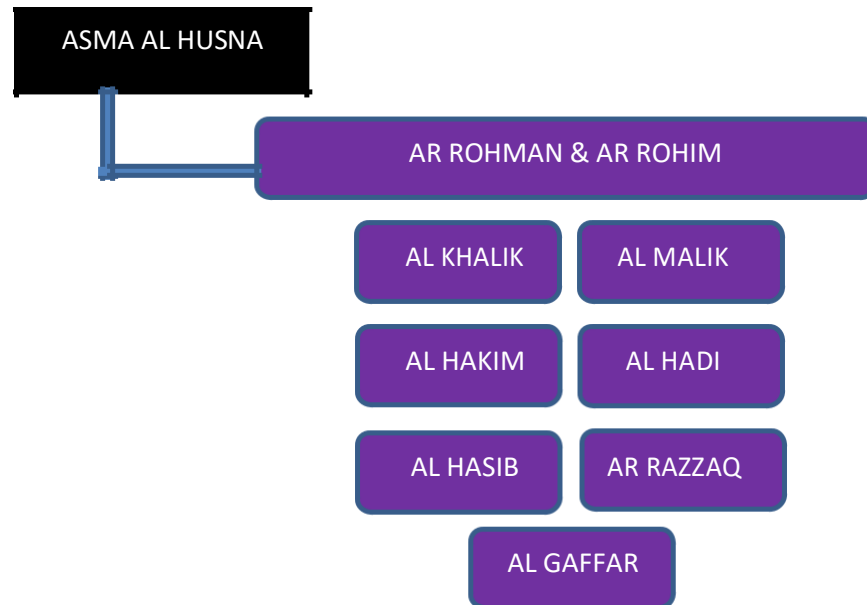 ASMA AL HUSNA
AR ROHMAN & AR ROHIM
AL KHALIK
AL MALIK
AL HAKIM
AL HADI
AL HASIB
AR RAZZAQ
AL GAFFAR